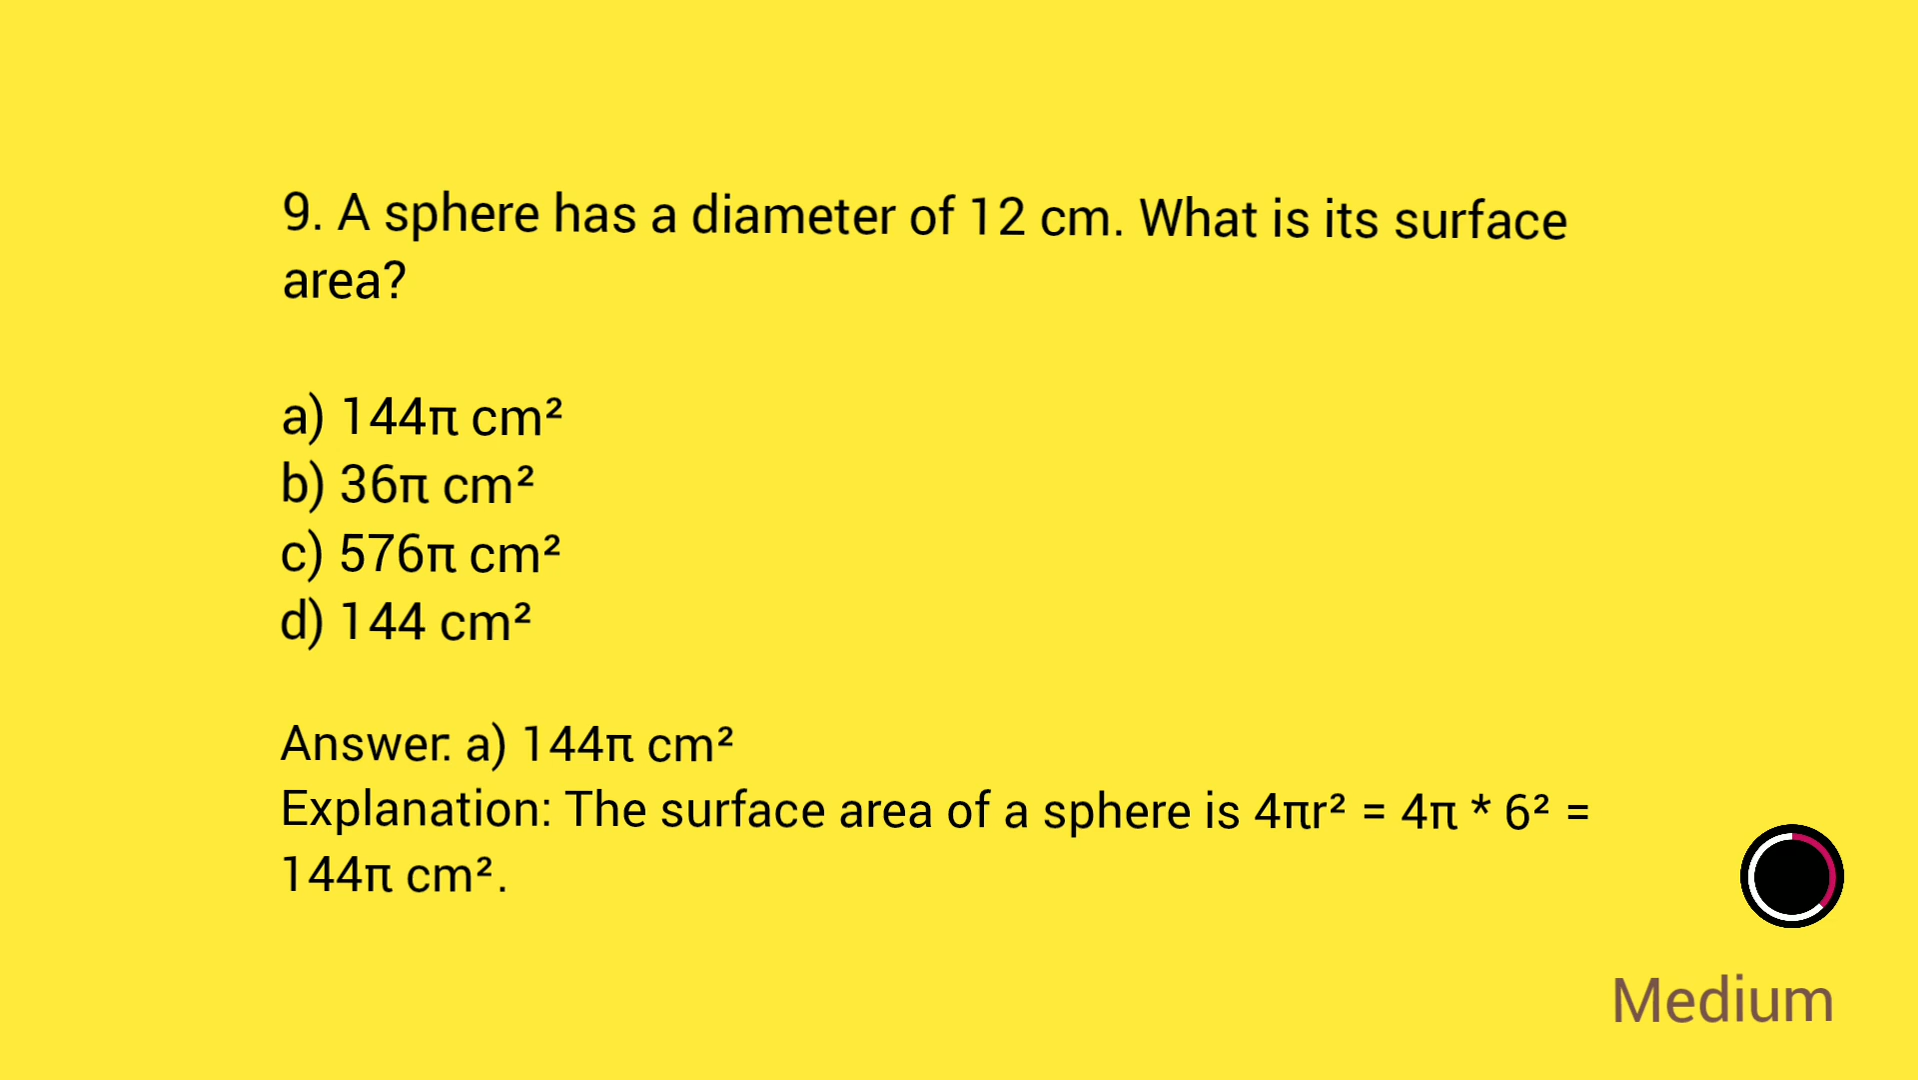 9. A sphere has a diameter of 12 cm. What is its surface
area?
a) 144π cm²
b) 36π cm²
c) 576π cm²
d) 144 cm²
Answer: a) 144π cm²
Explanation: The surface area of a sphere is 4πr² = 4π * 6² =
144π cm².
Medium